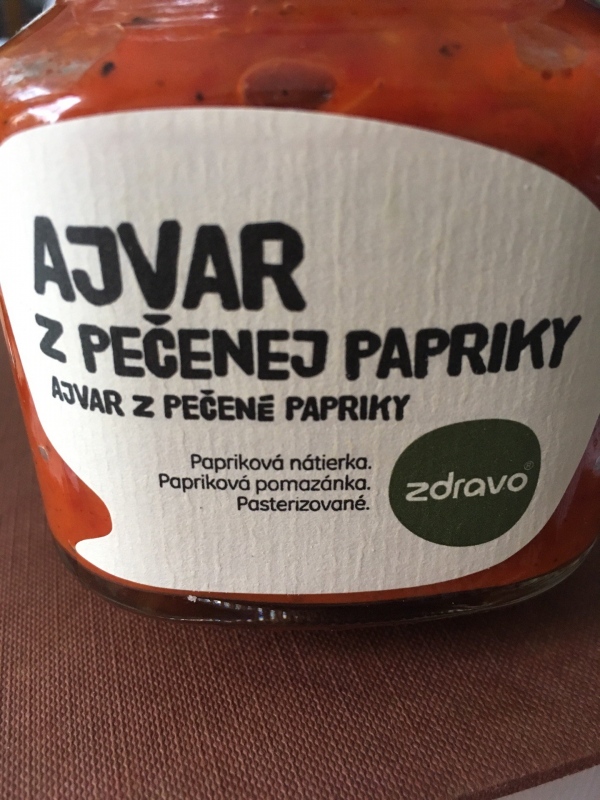 AJVAR
Z PEČENEJ PAPRIKY
AJVAR Z PEČENÉ PAPRIKY
Papriková nátierka.
Papriková pomazánka.
Pasterizované.
zdravo®